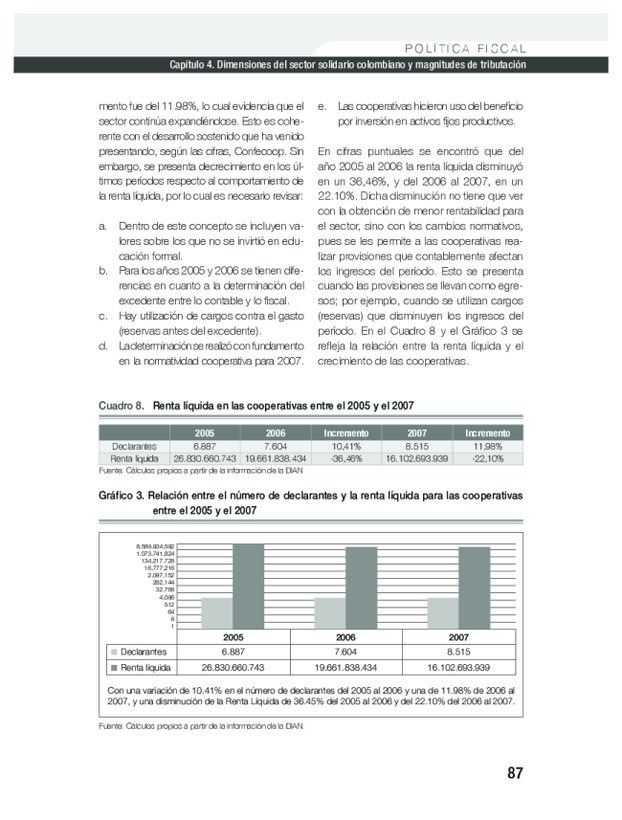 POLÍTICA FISCAL
Capítulo 4. Dimensiones del sector solidario colombiano y magnitudes de tributación
mento fue del 11.98%, lo cual evidencia que el
sector continúa expandiéndose. Esto es cohe-
rente con el desarrollo sostenido que ha venido
presentando, según las cifras, Confecoop. Sin
embargo, se presenta decrecimiento en los úl-
timos períodos respecto al comportamiento de
la renta líquida, por lo cual es necesario revisar:
a. Dentro de este concepto se incluyen va-
lores sobre los que no se invirtió en edu-
cación formal.
b. Para los años 2005 y 2006 se tienen dife-
rencias en cuanto a la determinación del
excedente entre lo contable y lo fiscal.
c. Hay utilización de cargos contra el gasto
(reservas antes del excedente).
d. La determinación se realizó con fundamento
en la normatividad cooperativa para 2007.
e. Las cooperativas hicieron uso del beneficio
por inversión en activos fijos productivos.
En cifras puntuales se encontró que del
año 2005 al 2006 la renta líquida disminuyó
en un 36,46%, y del 2006 al 2007, en un
22.10%. Dicha disminución no tiene que ver
con la obtención de menor rentabilidad para
el sector, sino con los cambios normativos,
pues se les permite a las cooperativas rea-
lizar provisiones que contablemente afectan
los ingresos del período. Esto se presenta
cuando las provisiones se llevan como egre-
sos; por ejemplo, cuando se utilizan cargos
(reservas) que disminuyen los ingresos del
período. En el Cuadro 8 y el Gráfico 3 se
refleja la relación entre la renta líquida y el
crecimiento de las cooperativas.
Cuadro 8. Renta líquida en las cooperativas entre el 2005 y el 2007
2005 2006 Incremento 2007 Incremento
Declarantes 6.887 7.604 10,41% 8.515 11,98%
Renta líquida 26.830.660.743 19.661.838.434 -36,46% 16.102.693.939 -22,10%
Fuente: Cálculos propios a partir de la información de la DIAN
Gráfico 3. Relación entre el número de declarantes y la renta líquida para las cooperativas
entre el 2005 y el 2007
8.589.934.592
1.073.741.824
134.217.728
16.777.216
2.097.152
262.144
32.768
4.096
512
64
8
1
2005 2006 2007
Declarantes 6.887 7.604 8.515
Renta líquida 26.830.660.743 19.661.838.434 16.102.693.939
Con una variación de 10.41% en el número de declarantes del 2005 al 2006 y una de 11.98% de 2006 al
2007, y una disminución de la Renta Líquida de 36.45% del 2005 al 2006 y del 22.10% del 2006 al 2007.
Fuente: Cálculos propios a partir de la información de la DIAN.
87